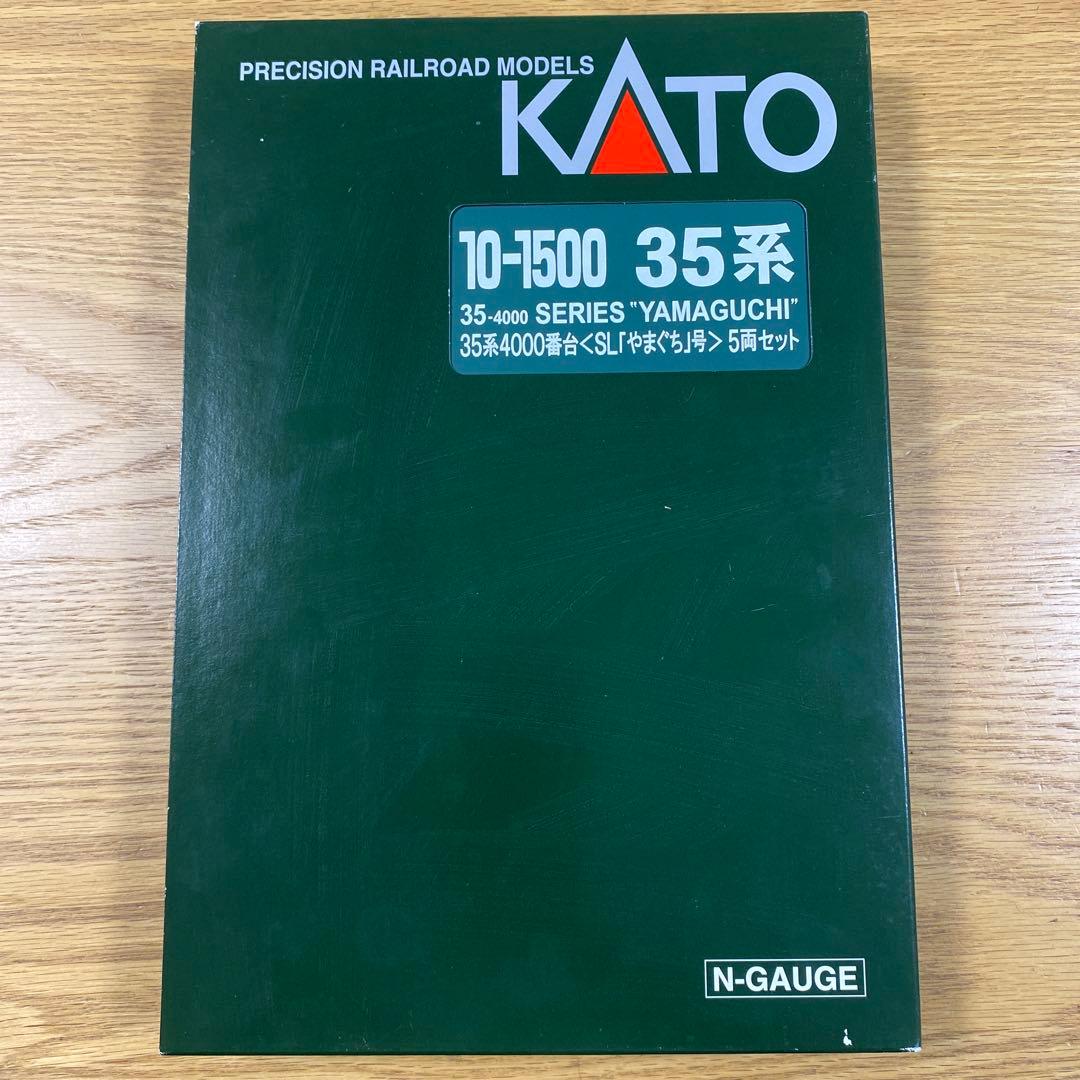 PRECISION RAILROAD MODELS
KATO
10-1500 35系
35-4000 SERIES "YAMAGUCHI"
35系4000番台<SL「やまぐち」号> 5両セット
N-GAUGE